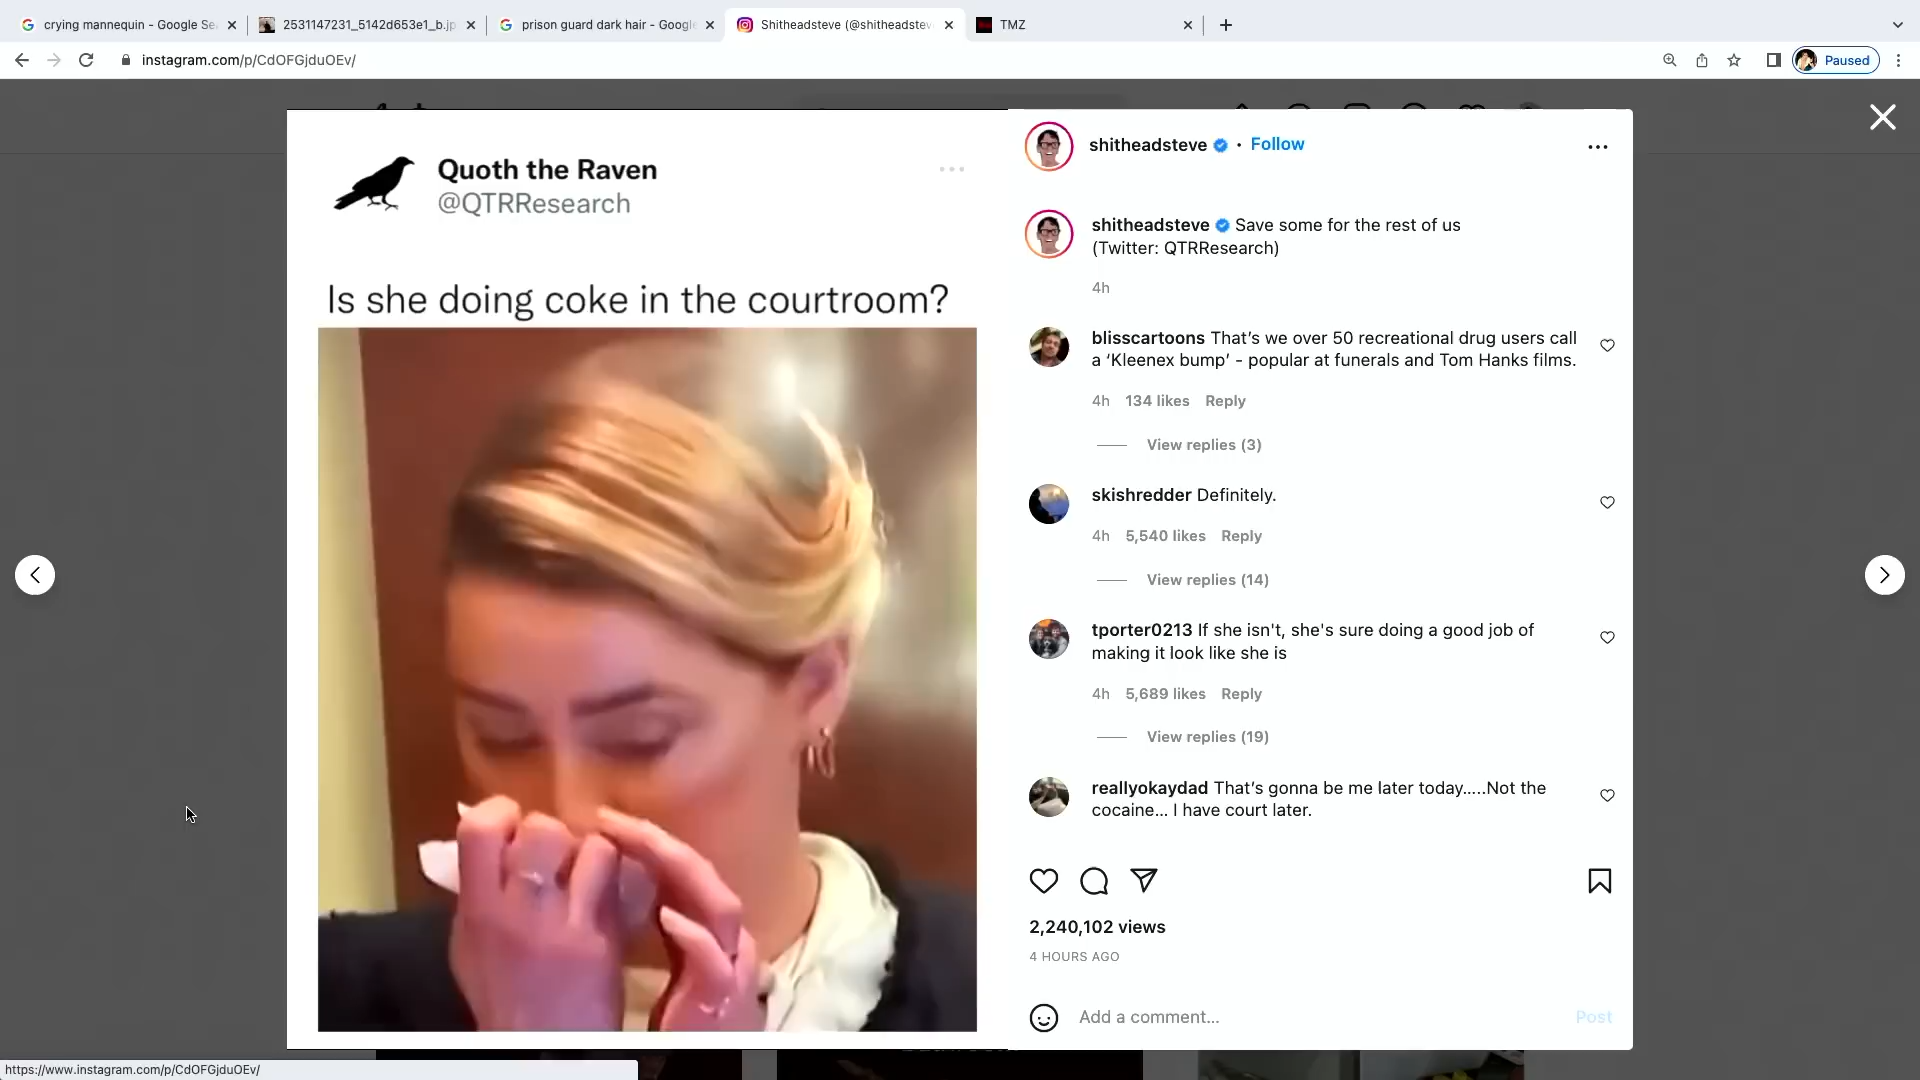 crying mannequin - Google Se
2531147231_5142d653e1_b.jp
prison guard dark hair - Google
Shitheadsteve (@shitheadstev
TMZ
instagram.com/p/CdOFGjduOEv/
Paused
Quoth the Raven
@QTRResearch
Is she doing coke in the courtroom?
shitheadsteve • Follow
shitheadsteve Save some for the rest of us
(Twitter: QTRResearch)
4h
blisscartoons That’s we over 50 recreational drug users call
a ‘Kleenex bump’ - popular at funerals and Tom Hanks films.
4h 134 likes Reply
View replies (3)
skishredder Definitely.
4h 5,540 likes Reply
View replies (14)
tporter0213 If she isn't, she's sure doing a good job of
making it look like she is
4h 5,689 likes Reply
View replies (19)
reallyokaydad That’s gonna be me later today.....Not the
cocaine... I have court later.
2,240,102 views
4 HOURS AGO
Add a comment...
Post
https://www.instagram.com/p/CdOFGjduOEv/